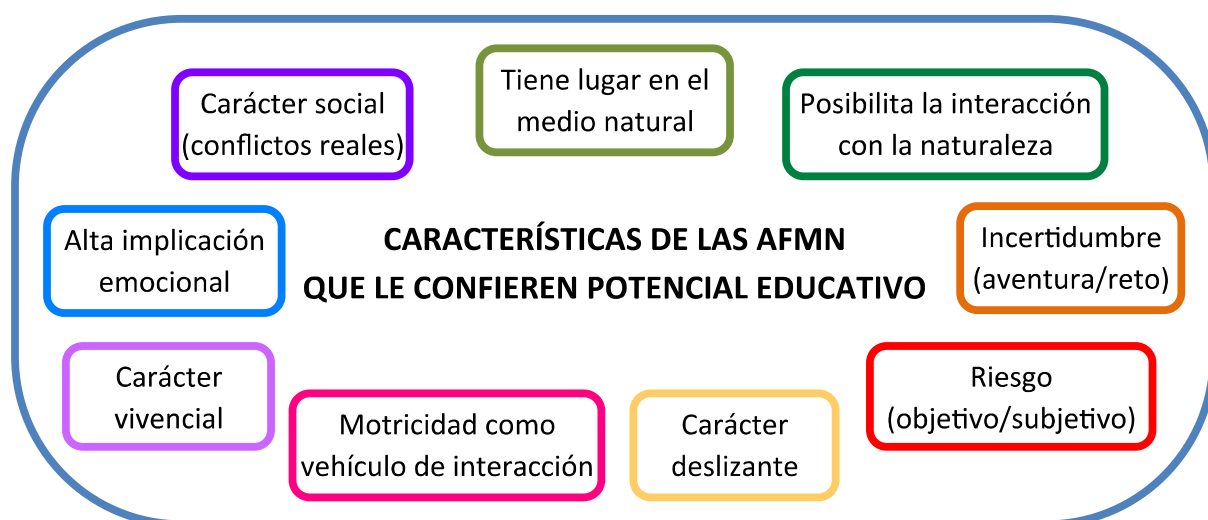 Tiene lugar en el
medio natural
Carácter social
(conflictos reales)
Posibilita la interacción
con la naturaleza
Alta implicación
emocional
CARACTERÍSTICAS DE LAS AFMN
QUE LE CONFIEREN POTENCIAL EDUCATIVO
Incertidumbre
(aventura/reto)
Carácter
vivencial
Motricidad como
vehículo de interacción
Carácter
deslizante
Riesgo
(objetivo/subjetivo)